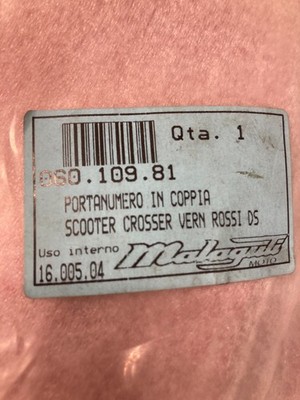 Qta. 1
060.109.81
PORTANUMERO IN COPPIA
SCOOTER CROSSER VERN ROSSI DS
Uso interno
Malaguti
MOTO
16.005.04